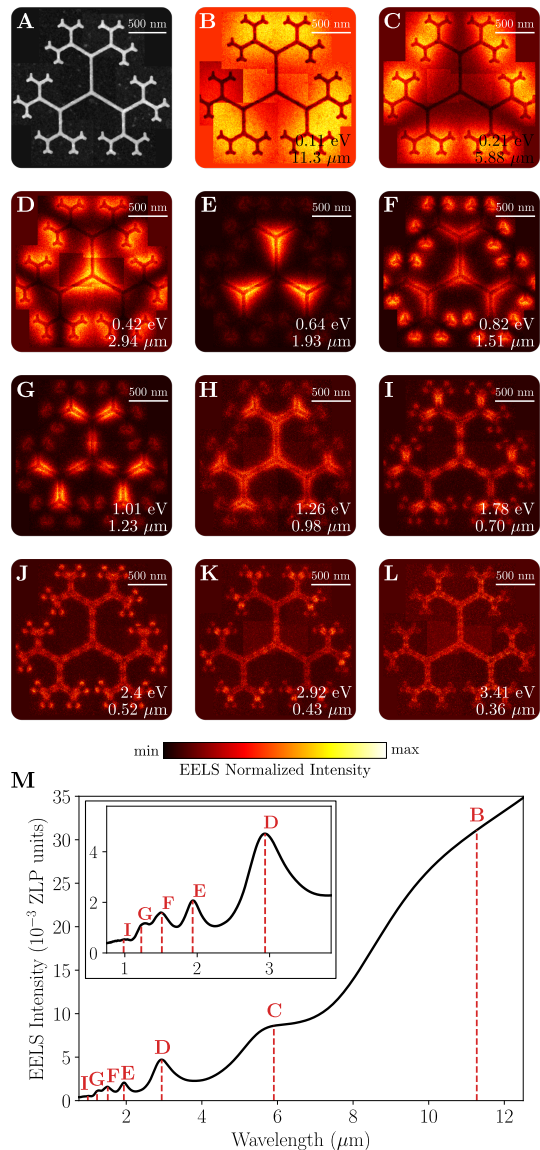 A
500 nm
B
500 nm
0.11 eV
11.3 μm
C
500 nm
0.21 eV
5.88 μm
D
500 nm
0.42 eV
2.94 μm
E
500 nm
0.64 eV
1.93 μm
F
500 nm
0.82 eV
1.51 μm
G
500 nm
1.01 eV
1.23 μm
H
500 nm
1.26 eV
0.98 μm
I
500 nm
1.78 eV
0.70 μm
J
500 nm
2.4 eV
0.52 μm
K
500 nm
2.92 eV
0.43 μm
L
500 nm
3.41 eV
0.36 μm
min
max
EELS Normalized Intensity
M
EELS Intensity (10⁻³ ZLP units)
35
30
25
20
15
10
5
0
4
2
0
1
2
3
I
G
F
E
D
I
G
F
E
D
C
B
2
4
6
8
10
12
Wavelength (μm)